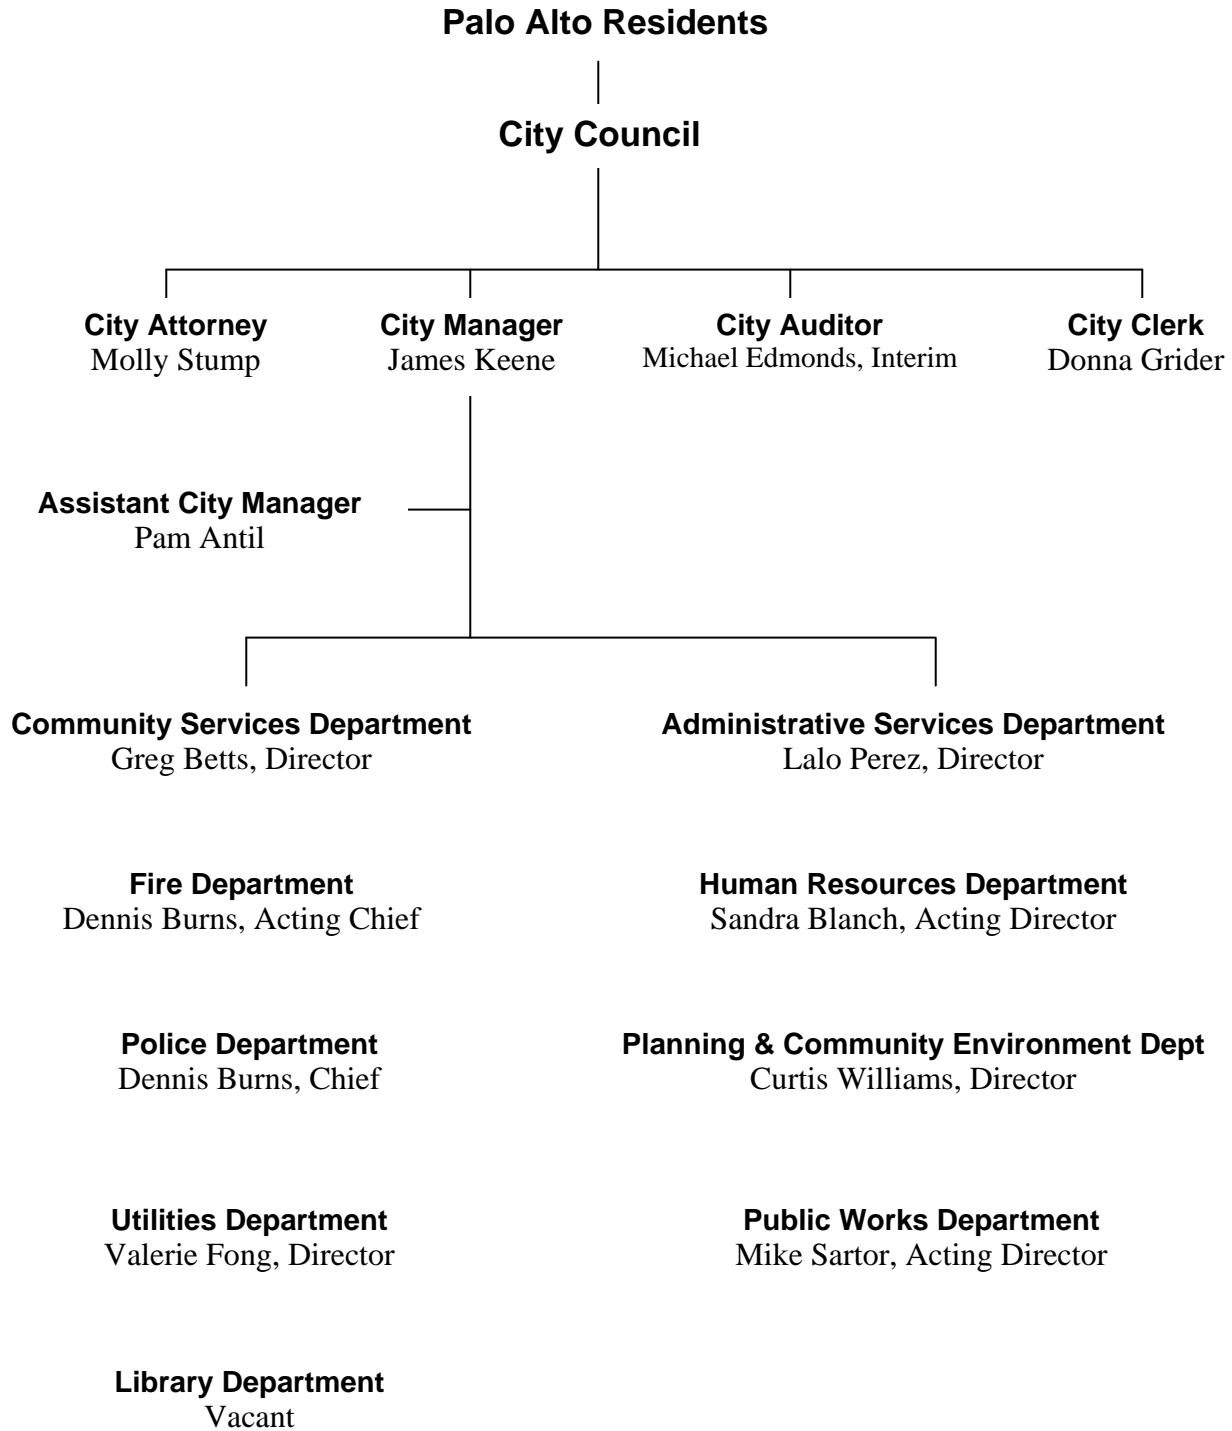 Palo Alto Residents
City Council
City Attorney
Molly Stump
City Manager
James Keene
City Auditor
Michael Edmonds, Interim
City Clerk
Donna Grider
Assistant City Manager
Pam Antil
Community Services Department
Greg Betts, Director
Administrative Services Department
Lalo Perez, Director
Fire Department
Dennis Burns, Acting Chief
Human Resources Department
Sandra Blanch, Acting Director
Police Department
Dennis Burns, Chief
Planning & Community Environment Dept
Curtis Williams, Director
Utilities Department
Valerie Fong, Director
Public Works Department
Mike Sartor, Acting Director
Library Department
Vacant